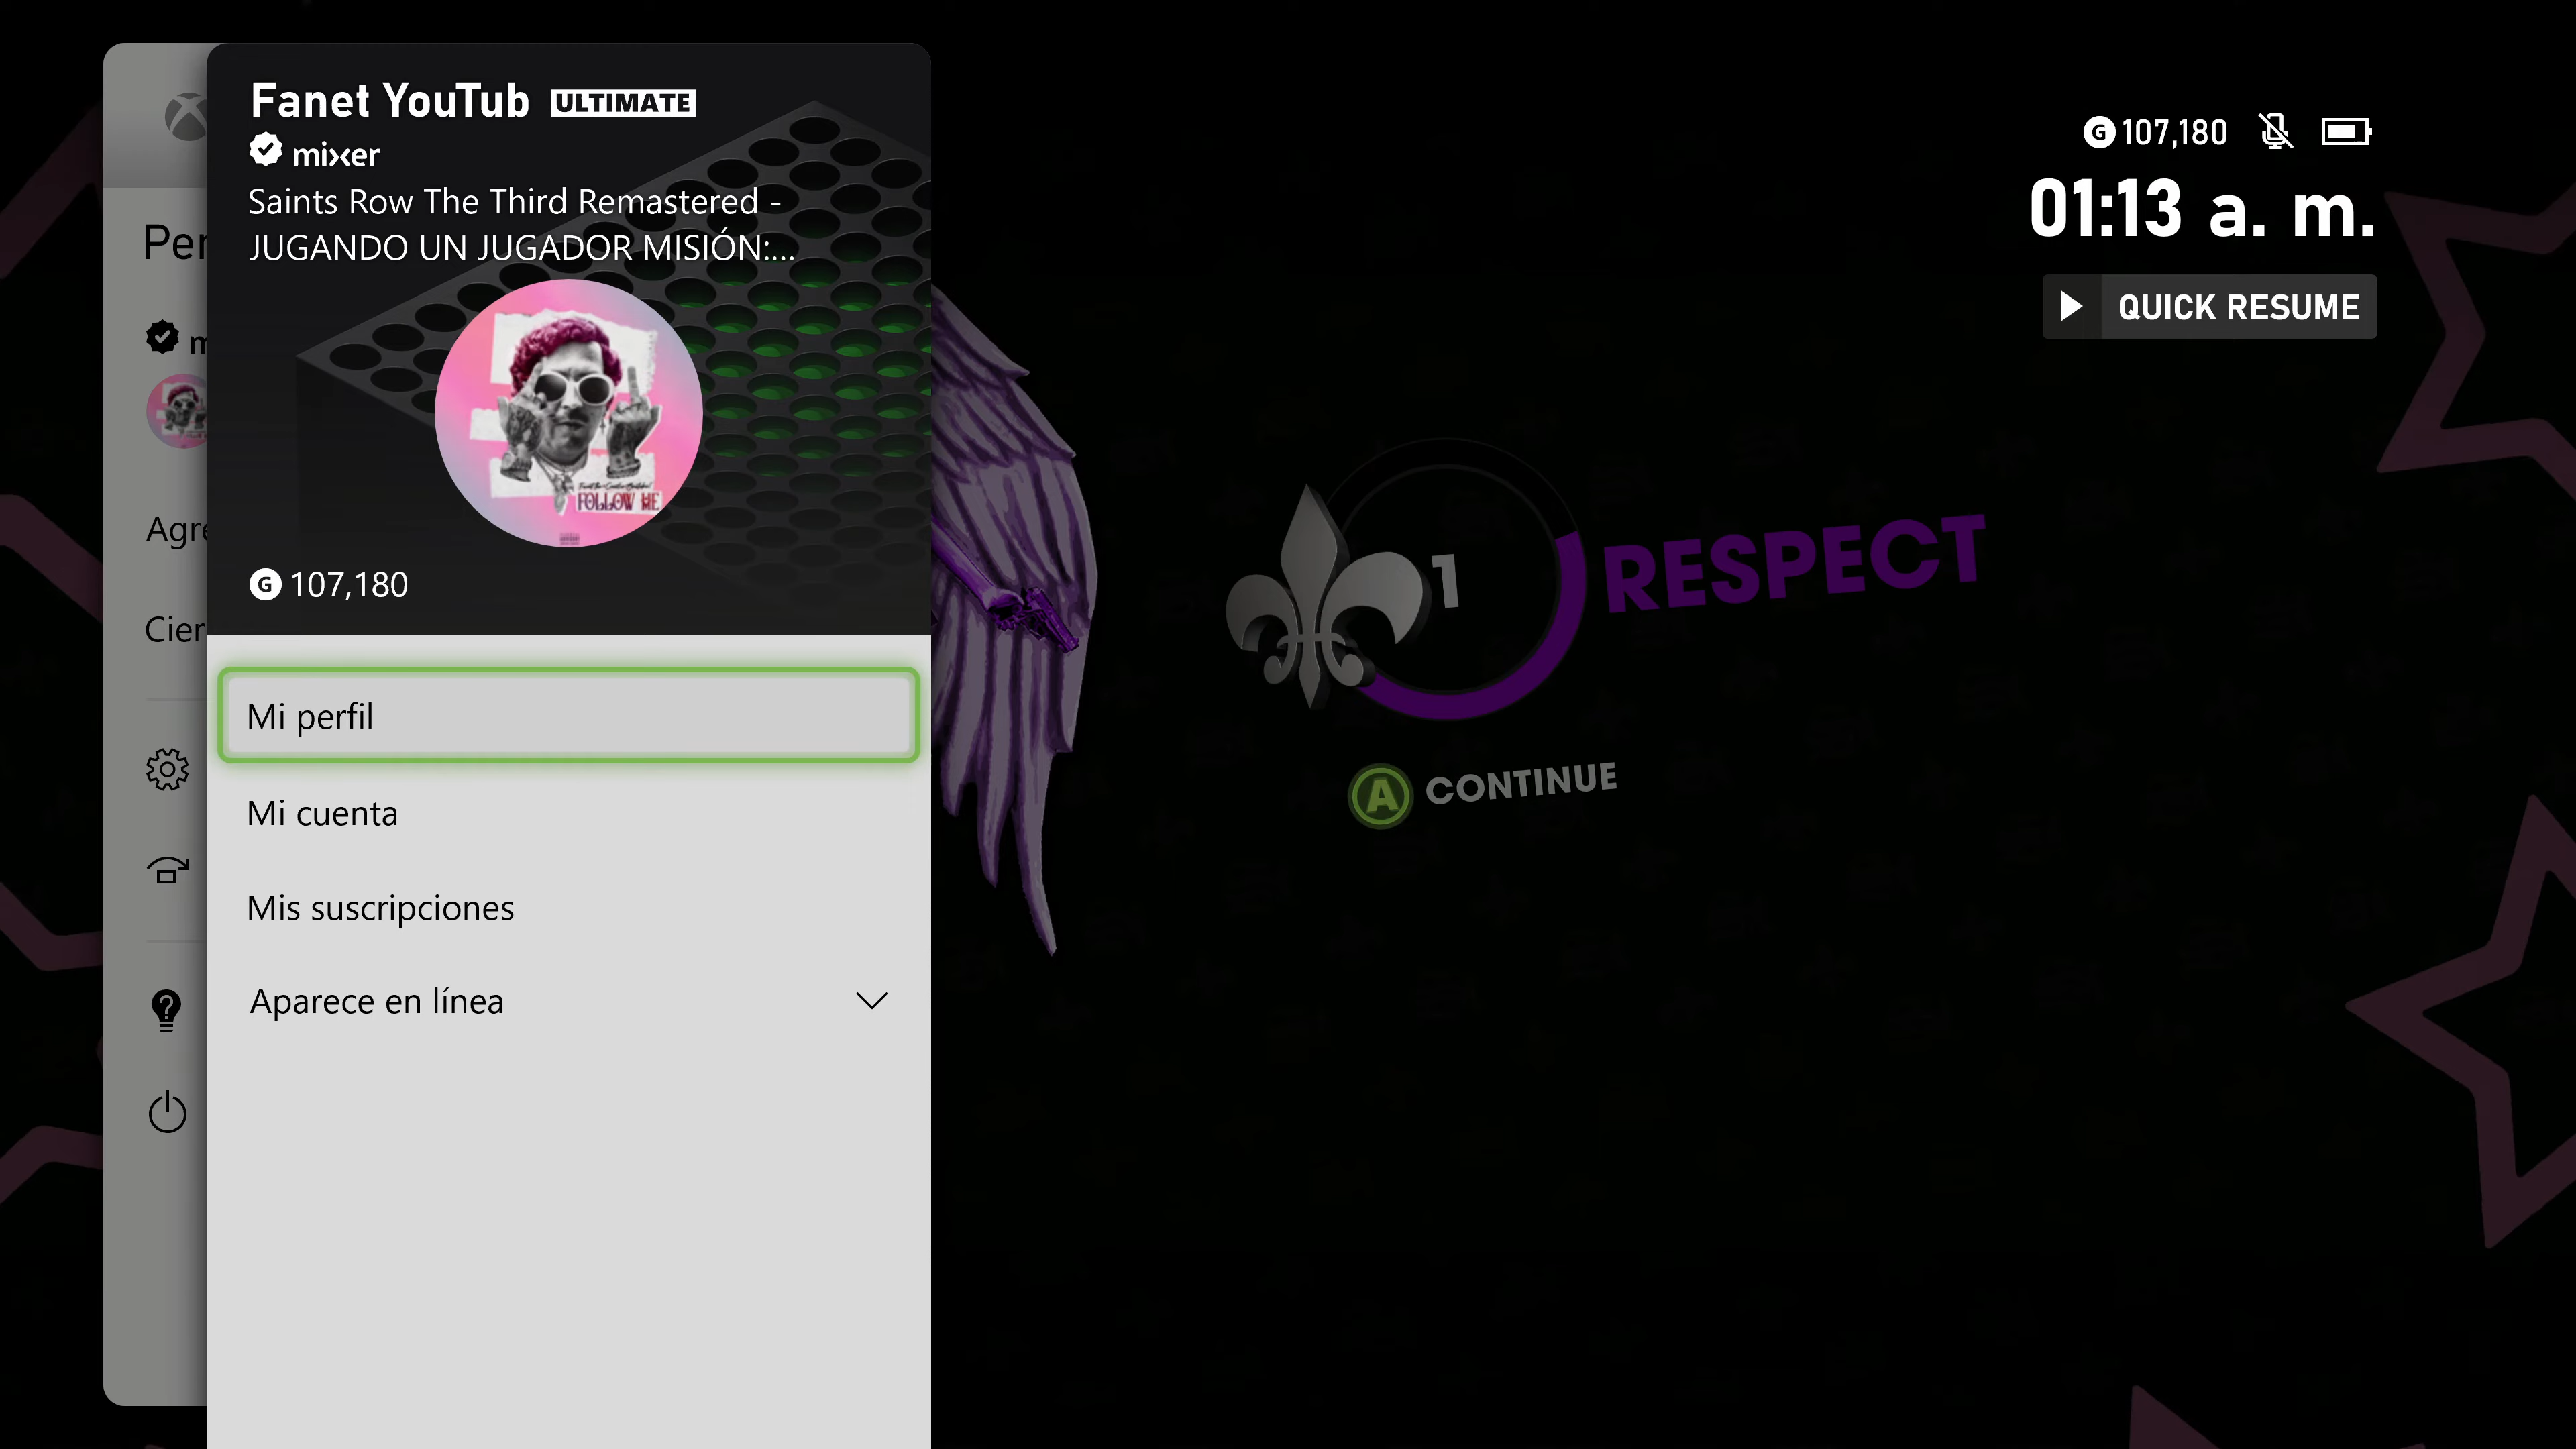 Fanet YouTub ULTIMATE
mixer
Saints Row The Third Remastered -
JUGANDO UN JUGADOR MISIÓN:...
FOLLOW ME
G 107,180
Mi perfil
Mi cuenta
Mis suscripciones
Aparece en línea
Per
m
Agre
Cier
G 107,180
01:13 a. m.
QUICK RESUME
1 RESPECT
A CONTINUE